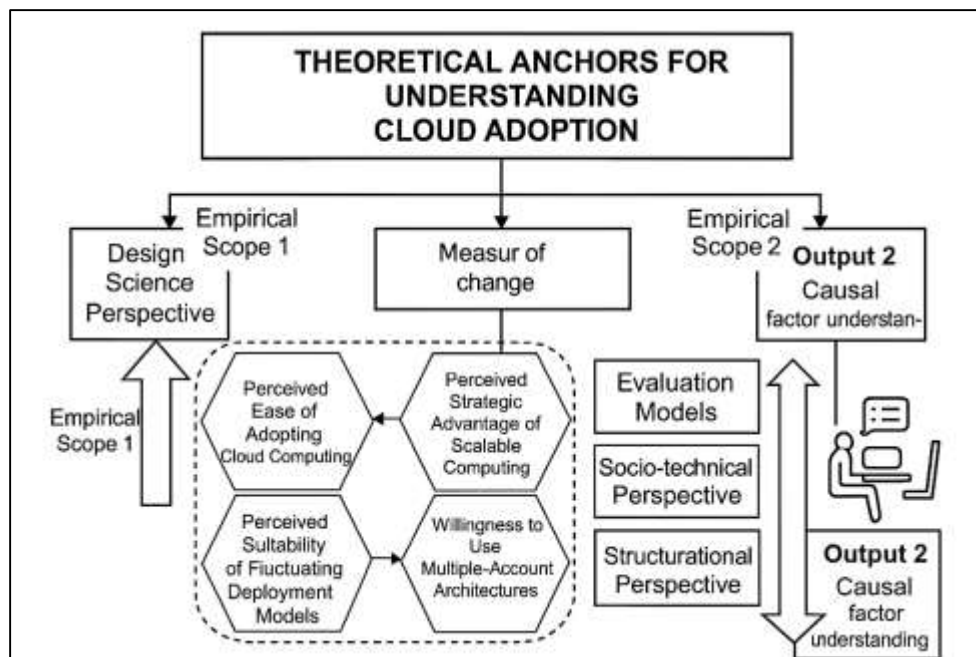 THEORETICAL ANCHORS FOR
UNDERSTANDING
CLOUD ADOPTION
Empirical
Scope 1
Design
Science
Perspective
Measur of
change
Empirical
Scope 2
Output 2
Causal
factor understan-
Empirical
Scope 1
Perceived
Ease of
Adopting
Cloud Computing
Perceived
Strategic
Advantage of
Scalable
Computing
Perceived
Sultability
of Fiuctuating
Deployment
Models
Willingness to
Use
Multiple-Account
Architectures
Evaluation
Models
Socio-technical
Perspective
Structurational
Perspective
Output 2
Causal
factor
understanding